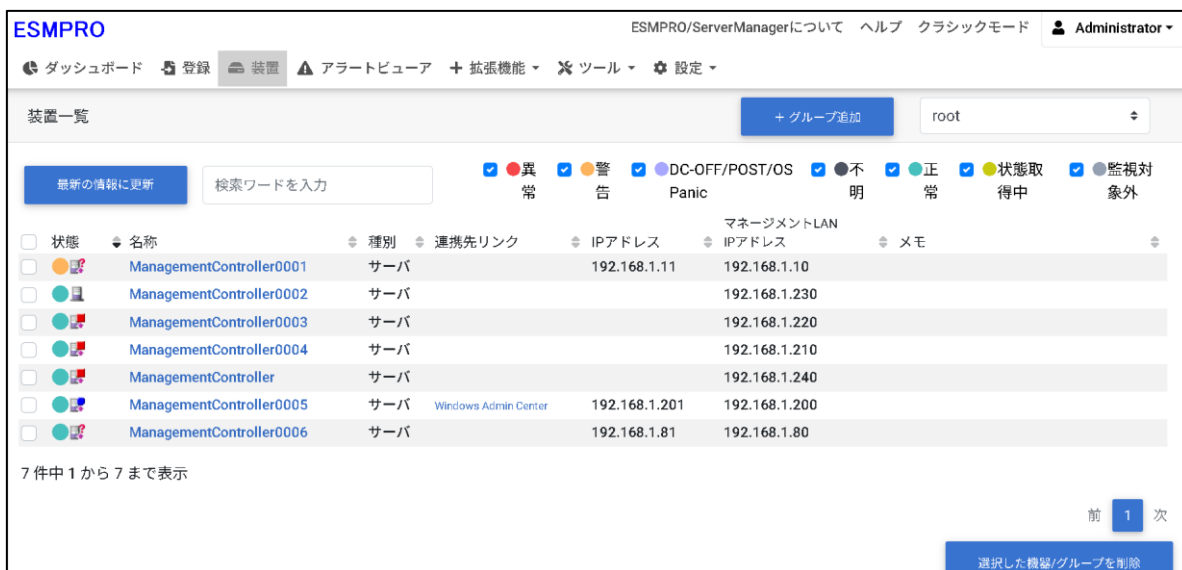 ESMPRO
ESMPRO/ServerManagerについて ヘルプ クラシックモード Administrator
ダッシュボード 登録 装置 アラートビューア 拡張機能 ツール 設定
装置一覧
+ グループ追加
root
最新の情報に更新
検索ワードを入力
異常
警告
DC-OFF/POST/OS Panic
不明
正常
状態取得中
監視対象外
状態 名称 種別 連携先リンク IPアドレス マネージメントLAN IPアドレス メモ
ManagementController0001 サーバ 192.168.1.11 192.168.1.10
ManagementController0002 サーバ 192.168.1.230
ManagementController0003 サーバ 192.168.1.220
ManagementController0004 サーバ 192.168.1.210
ManagementController サーバ 192.168.1.240
ManagementController0005 サーバ Windows Admin Center 192.168.1.201 192.168.1.200
ManagementController0006 サーバ 192.168.1.81 192.168.1.80
7 件中 1 から 7 まで表示
前 1 次
選択した機器/グループを削除